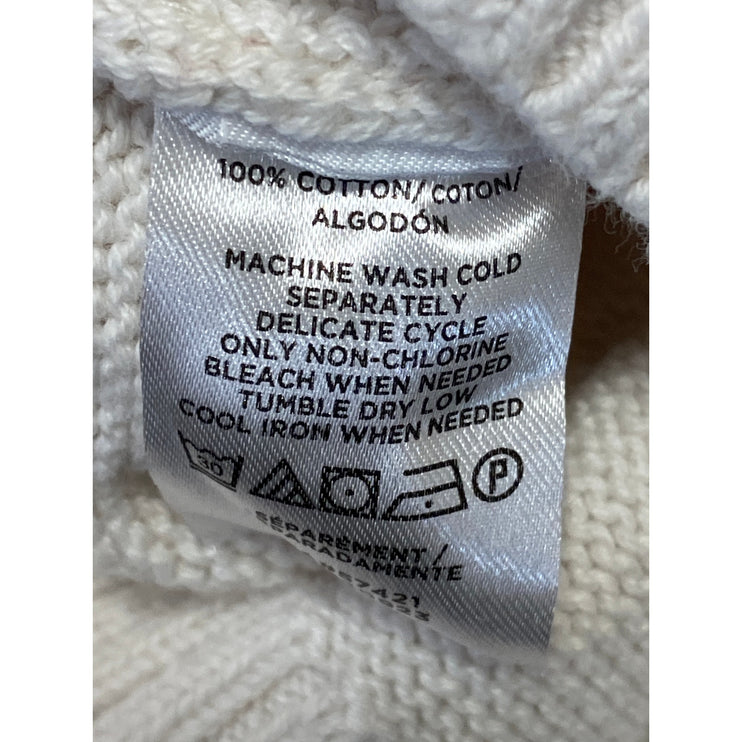 100% COTTON/ COTON/
ALGODÓN
MACHINE WASH COLD
SEPARATELY
DELICATE CYCLE
ONLY NON-CHLORINE
BLEACH WHEN NEEDED
TUMBLE DRY LOW
COOL IRON WHEN NEEDED
30 P
SÉPARÉMENT/
SEPARADAMENTE